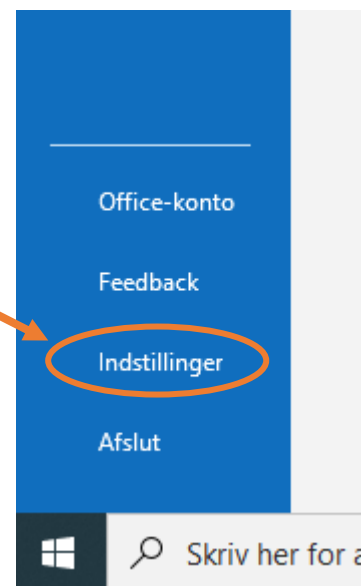 Office-konto
Feedback
Indstillinger
Afslut
Skriv her for